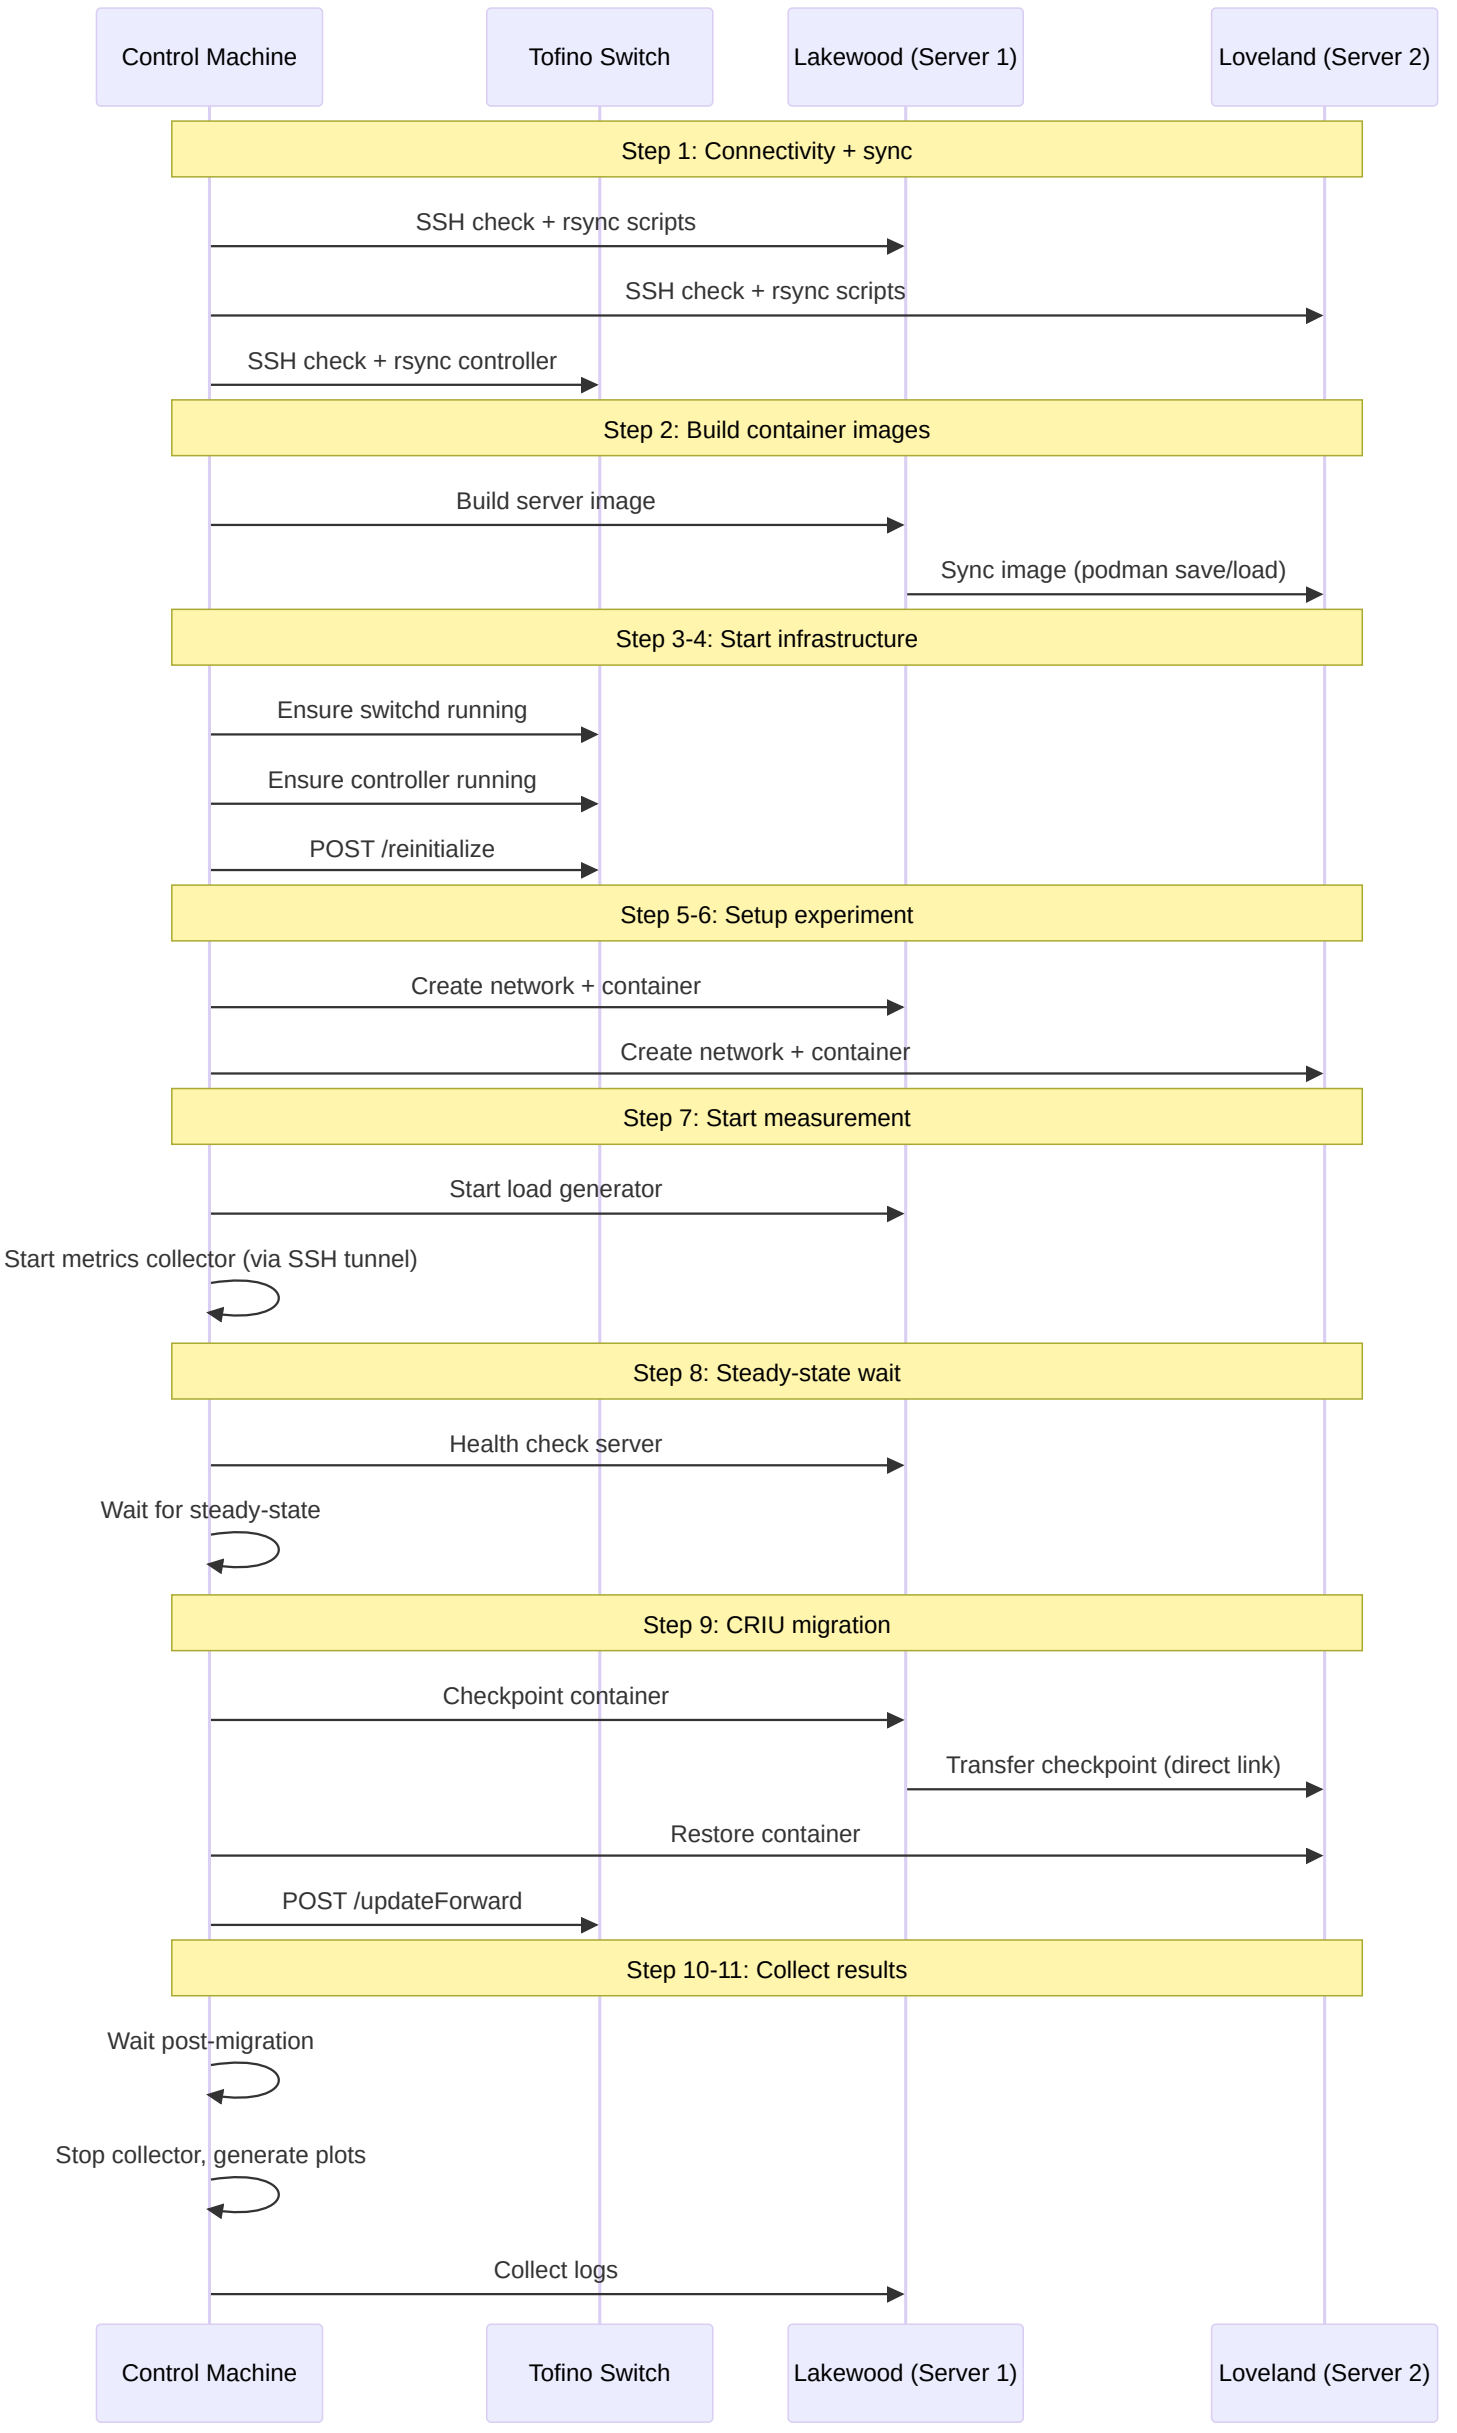 Control Machine
Tofino Switch
Lakewood (Server 1)
Loveland (Server 2)
Step 1: Connectivity + sync
SSH check + rsync scripts
SSH check + rsync scripts
SSH check + rsync controller
Step 2: Build container images
Build server image
Sync image (podman save/load)
Step 3-4: Start infrastructure
Ensure switchd running
Ensure controller running
POST /reinitialize
Step 5-6: Setup experiment
Create network + container
Create network + container
Step 7: Start measurement
Start load generator
Start metrics collector (via SSH tunnel)
Step 8: Steady-state wait
Health check server
Wait for steady-state
Step 9: CRIU migration
Checkpoint container
Transfer checkpoint (direct link)
Restore container
POST /updateForward
Step 10-11: Collect results
Wait post-migration
Stop collector, generate plots
Collect logs
Control Machine
Tofino Switch
Lakewood (Server 1)
Loveland (Server 2)